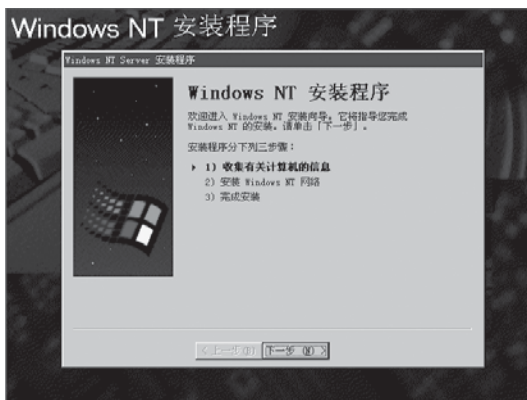 Windows NT 安装程序
Windows NT Server 安装程序
Windows NT 安装程序
欢迎进入 Windows NT 安装向导。它将指导您完成
Windows NT 的安装。请单击「下一步」。
安装程序分下列三步骤：
1) 收集有关计算机的信息
2) 安装 Windows NT 网络
3) 完成安装
<上一步(B) 下一步 (N) >